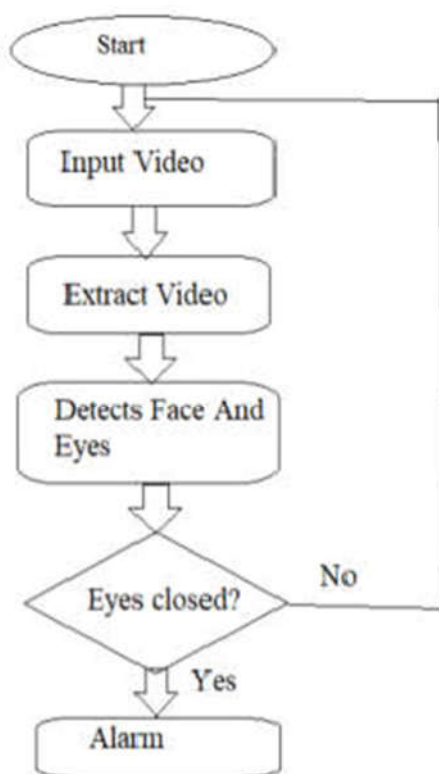 Start
Input Video
Extract Video
Detects Face And
Eyes
Eyes closed?
No
Yes
Alarm